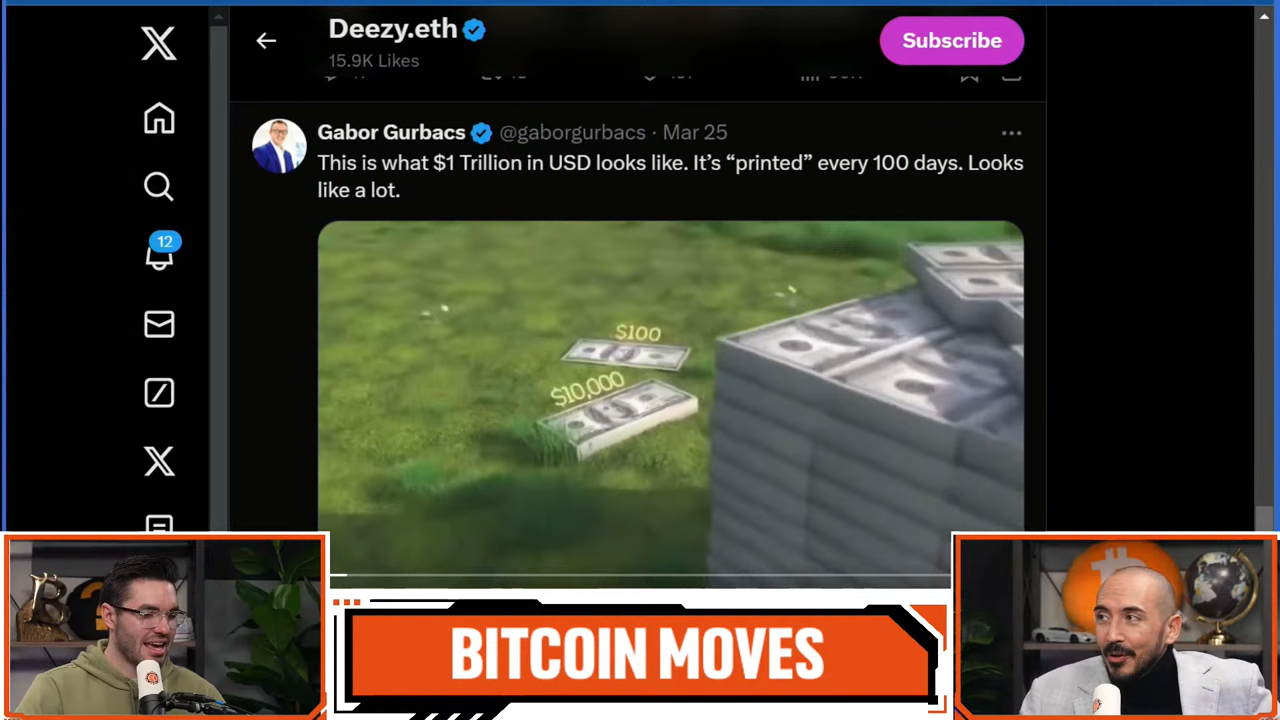 Deezy.eth
15.9K Likes
Subscribe
12
Gabor Gurbacs @gaborgurbacs · Mar 25
This is what $1 Trillion in USD looks like. It’s “printed” every 100 days. Looks
like a lot.
$100
$10,000
BITCOIN MOVES